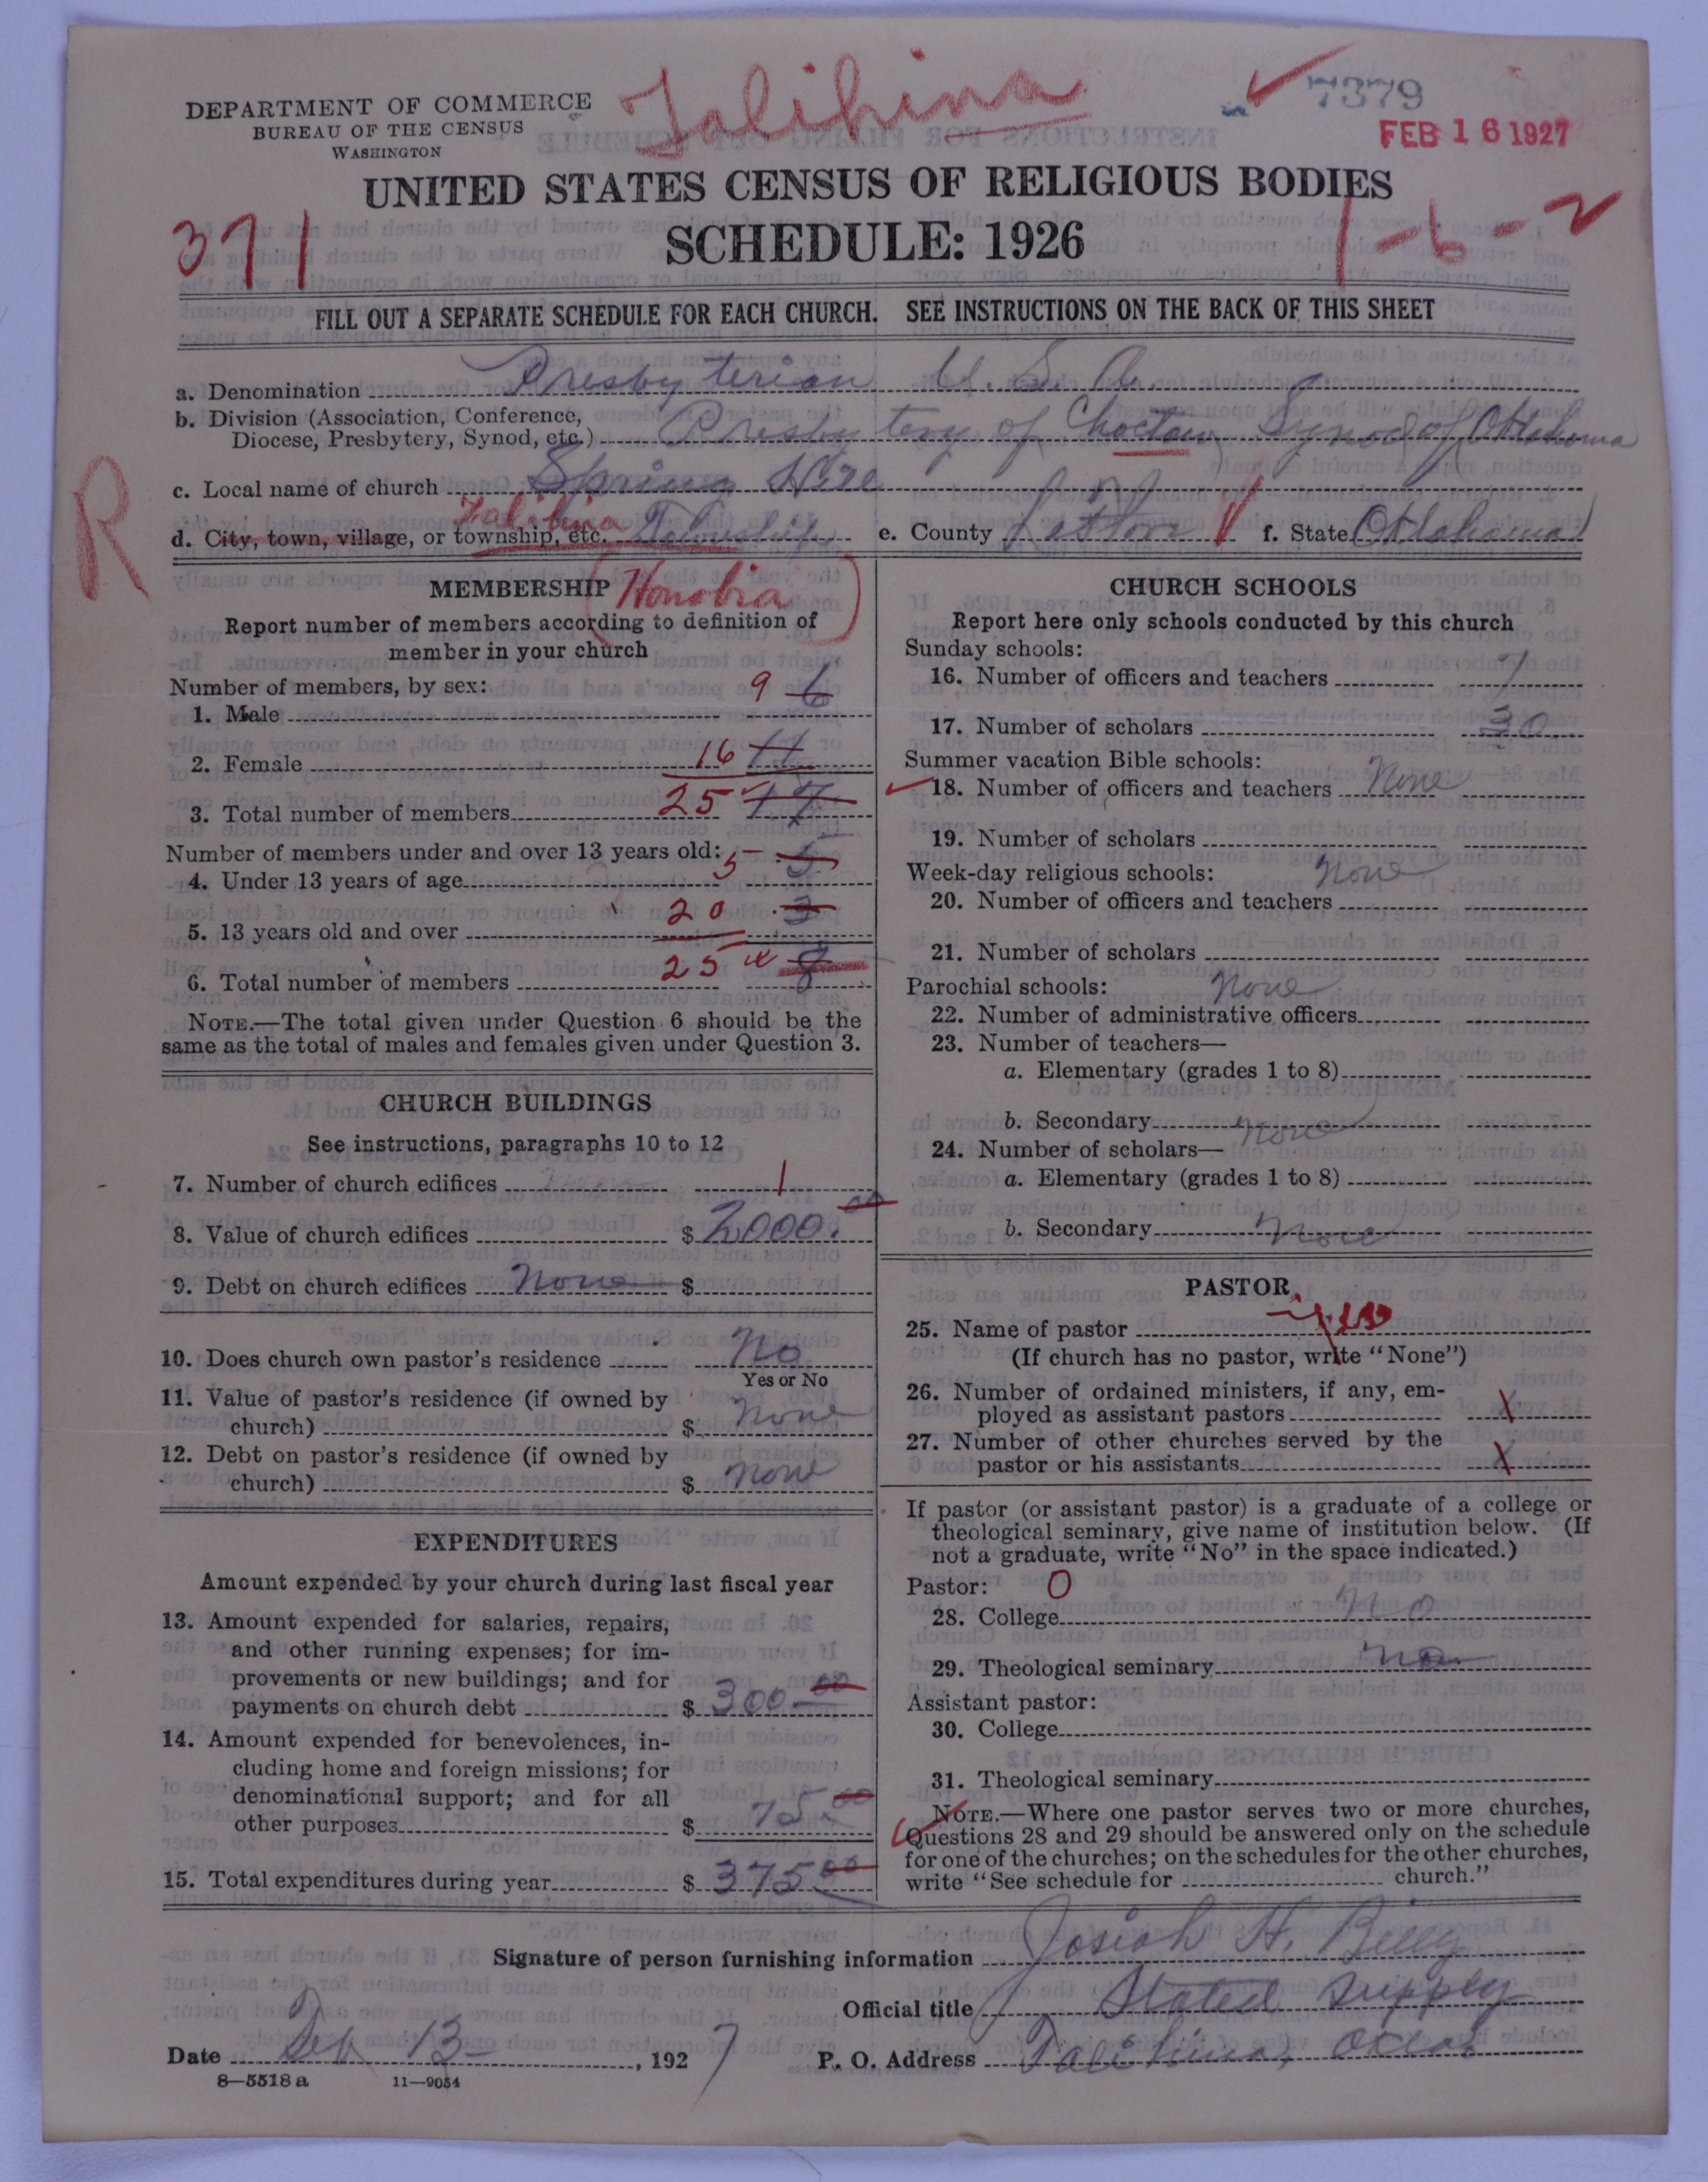 DEPARTMENT OF COMMERCE
BUREAU OF THE CENSUS
WASHINGTON
Talihina
7379
FEB 16 1927
UNITED STATES CENSUS OF RELIGIOUS BODIES
SCHEDULE: 1926
371
1-6-2
FILL OUT A SEPARATE SCHEDULE FOR EACH CHURCH. SEE INSTRUCTIONS ON THE BACK OF THIS SHEET
a. Denomination Presbyterian U. S. A.
b. Division (Association, Conference,
Diocese, Presbytery, Synod, etc.) Presbytery of Choctaw, Synod of Oklahoma
R
c. Local name of church Spring Hill
d. City, town, village, or township, etc. Talihina Township e. County f. State Oklahoma
MEMBERSHIP (Honobia)
Report number of members according to definition of
member in your church
Number of members, by sex:
1. Male 9 6
2. Female 16 11
3. Total number of members 25 17
Number of members under and over 13 years old:
4. Under 13 years of age 5 5
5. 13 years old and over 20 3
6. Total number of members 25 8
NOTE.—The total given under Question 6 should be the
same as the total of males and females given under Question 3.
CHURCH BUILDINGS
See instructions, paragraphs 10 to 12
7. Number of church edifices 1
8. Value of church edifices $ 2000.00
9. Debt on church edifices None $
10. Does church own pastor's residence No
Yes or No
11. Value of pastor's residence (if owned by
church) $ None
12. Debt on pastor's residence (if owned by
church) $ None
EXPENDITURES
Amount expended by your church during last fiscal year
13. Amount expended for salaries, repairs,
and other running expenses; for im-
provements or new buildings; and for
payments on church debt $ 300.00
14. Amount expended for benevolences, in-
cluding home and foreign missions; for
denominational support; and for all
other purposes $ 75.00
15. Total expenditures during year $ 375.00
CHURCH SCHOOLS
Report here only schools conducted by this church
Sunday schools:
16. Number of officers and teachers 7
17. Number of scholars 30
Summer vacation Bible schools:
18. Number of officers and teachers None
19. Number of scholars
Week-day religious schools: None
20. Number of officers and teachers
21. Number of scholars
Parochial schools: None
22. Number of administrative officers
23. Number of teachers—
a. Elementary (grades 1 to 8)
b. Secondary None
24. Number of scholars—
a. Elementary (grades 1 to 8)
b. Secondary None
PASTOR
25. Name of pastor
(If church has no pastor, write "None")
26. Number of ordained ministers, if any, em-
ployed as assistant pastors X
27. Number of other churches served by the
pastor or his assistants X
If pastor (or assistant pastor) is a graduate of a college or
theological seminary, give name of institution below. (If
not a graduate, write "No" in the space indicated.)
Pastor: O
28. College No
29. Theological seminary No
Assistant pastor:
30. College
31. Theological seminary
NOTE.—Where one pastor serves two or more churches,
Questions 28 and 29 should be answered only on the schedule
for one of the churches; on the schedules for the other churches,
write "See schedule for church."
Signature of person furnishing information Josiah H. Billy
Official title Stated Supply
Date Feb 13 , 1927 P. O. Address Talihina, Okla.
8—5518 a 11—9054